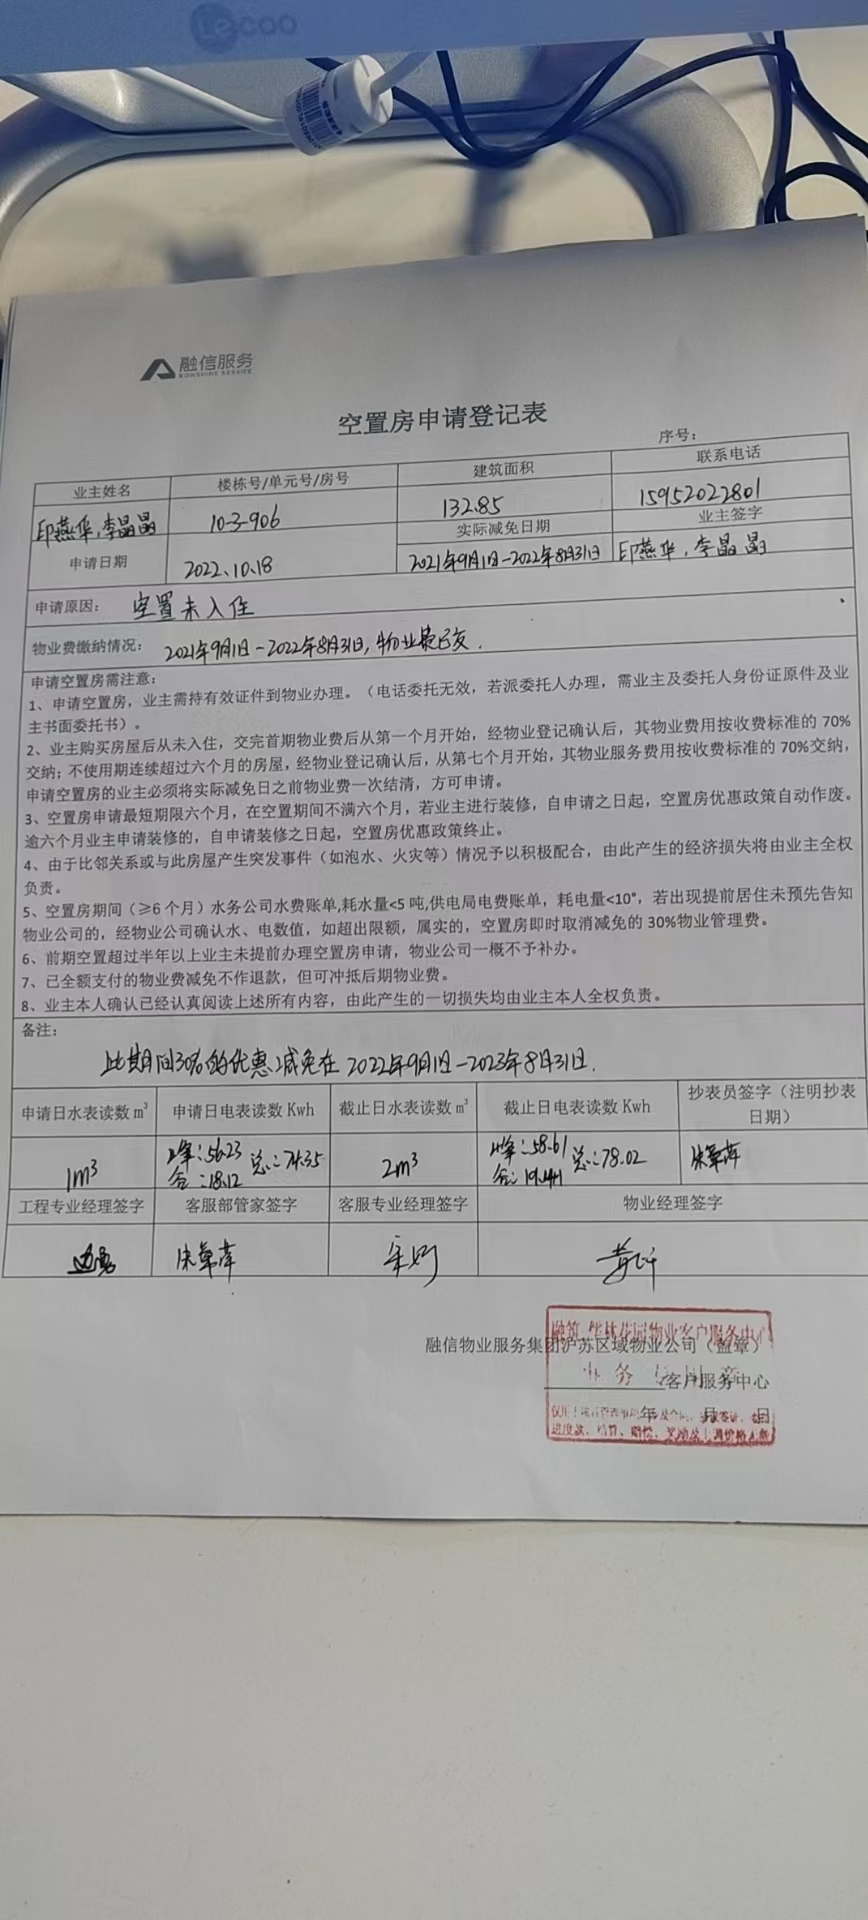 Lecoo
融信服务
RONSHINE SERVICE
空置房申请登记表
序号：
业主姓名 楼栋号/单元号/房号 建筑面积 联系电话
印燕华，李晶晶 10-3-906 132.85 15952022801
实际减免日期 业主签字
申请日期 2022.10.18 2021年9月1日-2022年8月31日 印燕华，李晶晶
申请原因： 空置未入住
物业费缴纳情况： 2021年9月1日-2022年8月31日，物业费已交．
申请空置房需注意：
1、申请空置房，业主需持有效证件到物业办理。（电话委托无效，若派委托人办理，需业主及委托人身份证原件及业
主书面委托书）。
2、业主购买房屋后从未入住，交完首期物业费后从第一个月开始，经物业登记确认后，其物业费用按收费标准的 70%
交纳；不使用期连续超过六个月的房屋，经物业登记确认后，从第七个月开始，其物业服务费用按收费标准的 70%交纳，
申请空置房的业主必须将实际减免日之前物业费一次结清，方可申请。
3、空置房申请最短期限六个月，在空置期间不满六个月，若业主进行装修，自申请之日起，空置房优惠政策自动作废。
逾六个月业主申请装修的，自申请装修之日起，空置房优惠政策终止。
4、由于比邻关系或与此房屋产生突发事件（如泡水、火灾等）情况予以积极配合，由此产生的经济损失将由业主全权
负责。
5、空置房期间（≥6 个月）水务公司水费账单,耗水量<5 吨,供电局电费账单，耗电量<10°，若出现提前居住未预先告知
物业公司的，经物业公司确认水、电数值，如超出限额，属实的，空置房即时取消减免的 30%物业管理费。
6、前期空置超过半年以上业主未提前办理空置房申请，物业公司一概不予补办。
7、已全额支付的物业费减免不作退款，但可冲抵后期物业费。
8、业主本人确认已经认真阅读上述所有内容，由此产生的一切损失均由业主本人全权负责。
备注：
此期间30%的优惠减免在 2022年9月1日-2023年8月31日．
申请日水表读数 m³ 申请日电表读数 Kwh 截止日水表读数 m³ 截止日电表读数 Kwh 抄表员签字（注明抄表
日期）
1m³ 峰：56.23 总：74.35 2m³ 峰：58.61 总：78.02
谷：18.12 谷：19.41
工程专业经理签字 客服部管家签字 客服专业经理签字 物业经理签字
融信物业服务集团沪苏区域物业公司（盖章）
客户服务中心
年 月 日